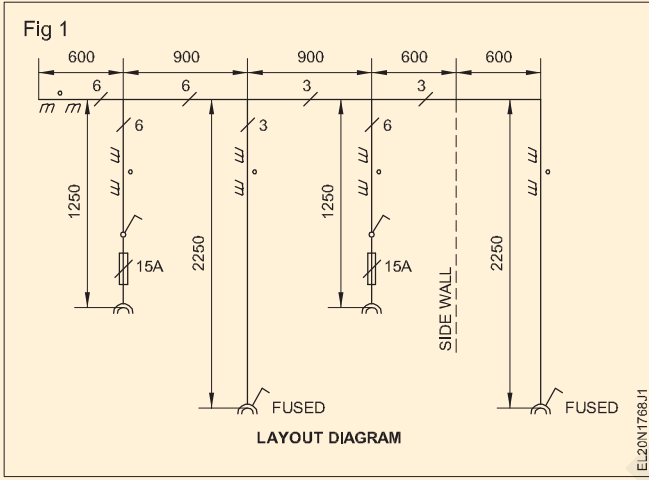 Fig 1
600 900 900 600 600
6 6 3 3
6 3 6
1250 2250 1250 2250
15A 15A
SIDE WALL
FUSED FUSED
LAYOUT DIAGRAM
EL20N1768J1